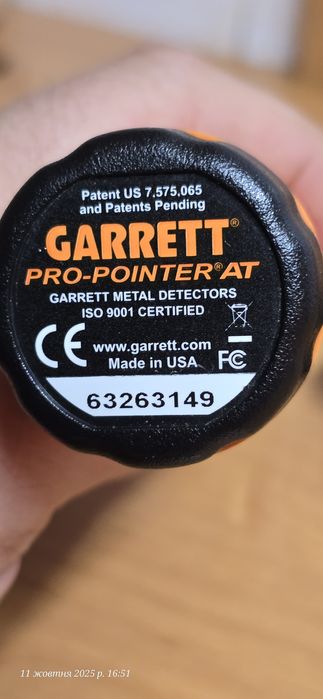 Patent US 7,575,065
and Patents Pending
GARRETT®
PRO-POINTER® AT
GARRETT METAL DETECTORS
ISO 9001 CERTIFIED
CE www.garrett.com FC
Made in USA
63263149
11 жовтня 2025 р. 16:51